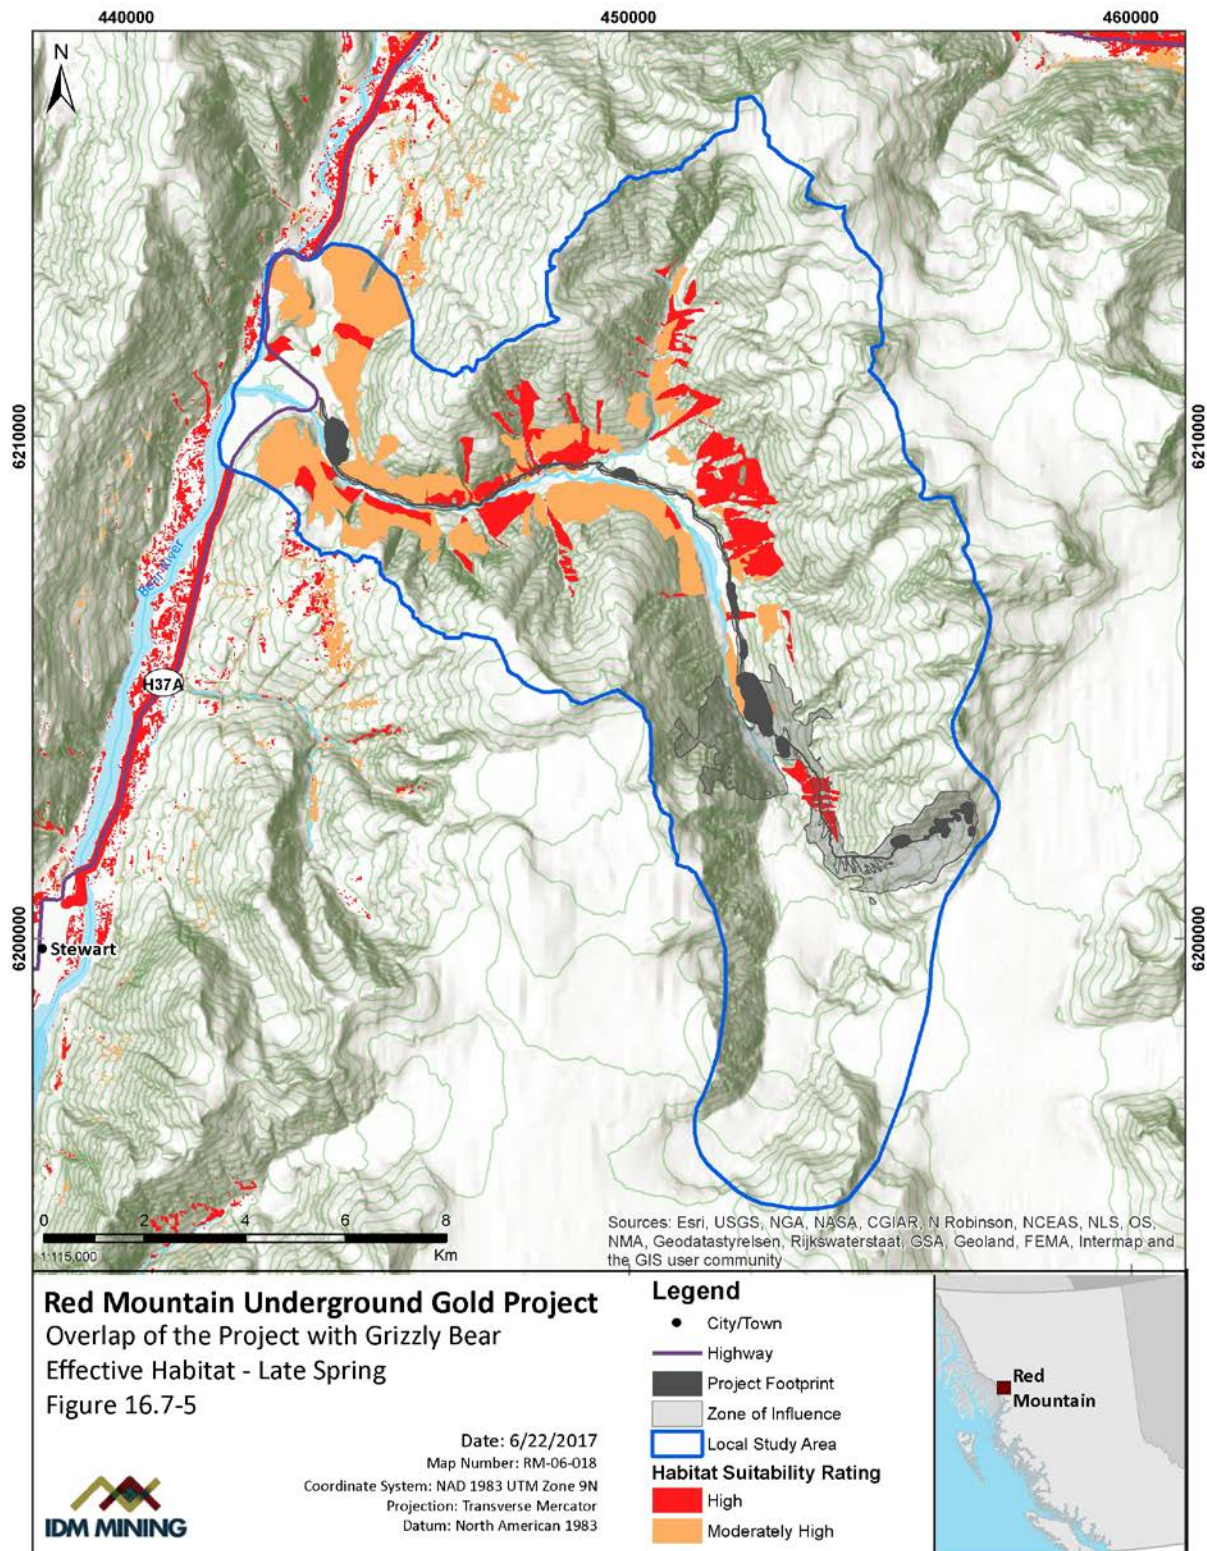 440000 450000 460000
N
6210000 6210000
Bear River
H37A
6200000 6200000
Stewart
0 2 4 6 8
Km
1:115,000
Sources: Esri, USGS, NGA, NASA, CGIAR, N Robinson, NCEAS, NLS, OS,
NMA, Geodatastyrelsen, Rijkswaterstaat, GSA, Geoland, FEMA, Intermap and
the GIS user community
Red Mountain Underground Gold Project
Overlap of the Project with Grizzly Bear
Effective Habitat - Late Spring
Figure 16.7-5
Date: 6/22/2017
Map Number: RM-06-018
Coordinate System: NAD 1983 UTM Zone 9N
Projection: Transverse Mercator
Datum: North American 1983
IDM MINING
Legend
City/Town
Highway
Project Footprint
Zone of Influence
Local Study Area
Habitat Suitability Rating
High
Moderately High
Red
Mountain